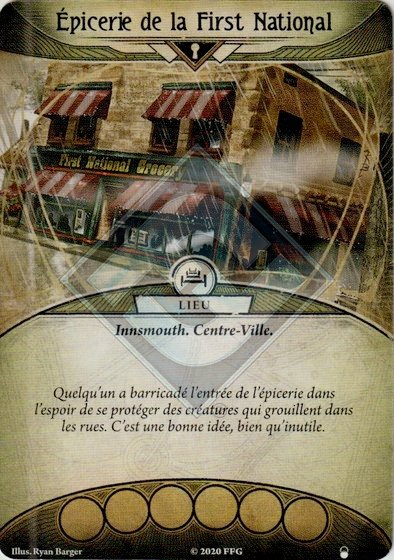 Épicerie de la First National
First National Grocery
LIEU
Innsmouth. Centre-Ville.
Quelqu'un a barricadé l'entrée de l'épicerie dans
l'espoir de se protéger des créatures qui grouillent dans
les rues. C'est une bonne idée, bien qu'inutile.
Illus. Ryan Barger
© 2020 FFG